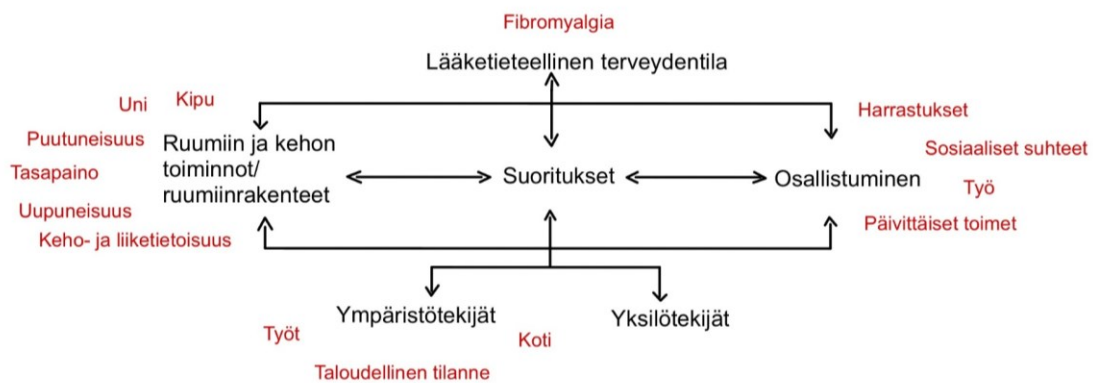 Fibromyalgia
Lääketieteellinen terveydentila
Uni
Kipu
Harrastukset
Puutuneisuus
Ruumiin ja kehon
toiminnot/
ruumiinrakenteet
Sosiaaliset suhteet
Tasapaino
Suoritukset
Osallistuminen
Työ
Uupuneisuus
Keho- ja liiketietoisuus
Päivittäiset toimet
Ympäristötekijät
Yksilötekijät
Työt
Koti
Taloudellinen tilanne